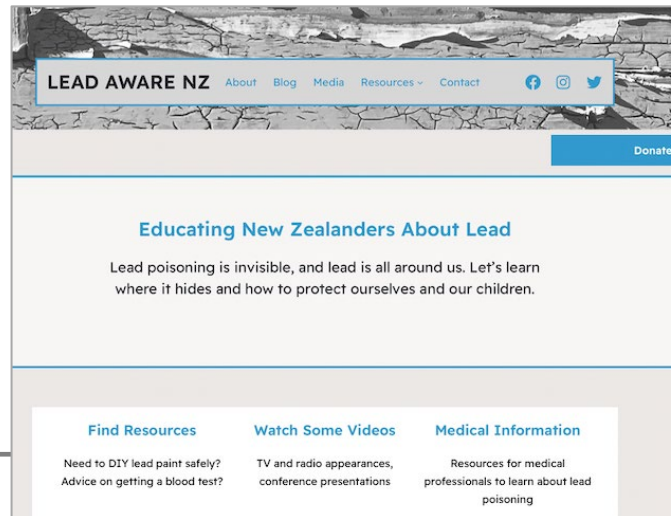 LEAD AWARE NZ About Blog Media Resources Contact
Donate
Educating New Zealanders About Lead
Lead poisoning is invisible, and lead is all around us. Let's learn
where it hides and how to protect ourselves and our children.
Find Resources
Need to DIY lead paint safely?
Advice on getting a blood test?
Watch Some Videos
TV and radio appearances,
conference presentations
Medical Information
Resources for medical
professionals to learn about lead
poisoning